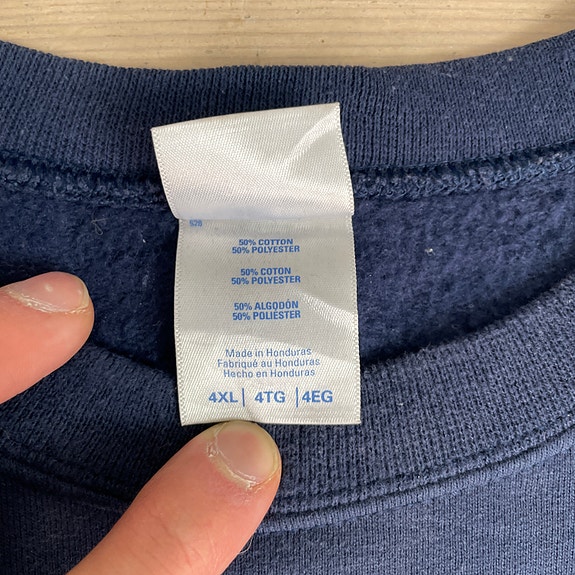 528
50% COTTON
50% POLYESTER
50% COTON
50% POLYESTER
50% ALGODÓN
50% POLIESTER
Made in Honduras
Fabriqué au Honduras
Hecho en Honduras
4XL | 4TG | 4EG